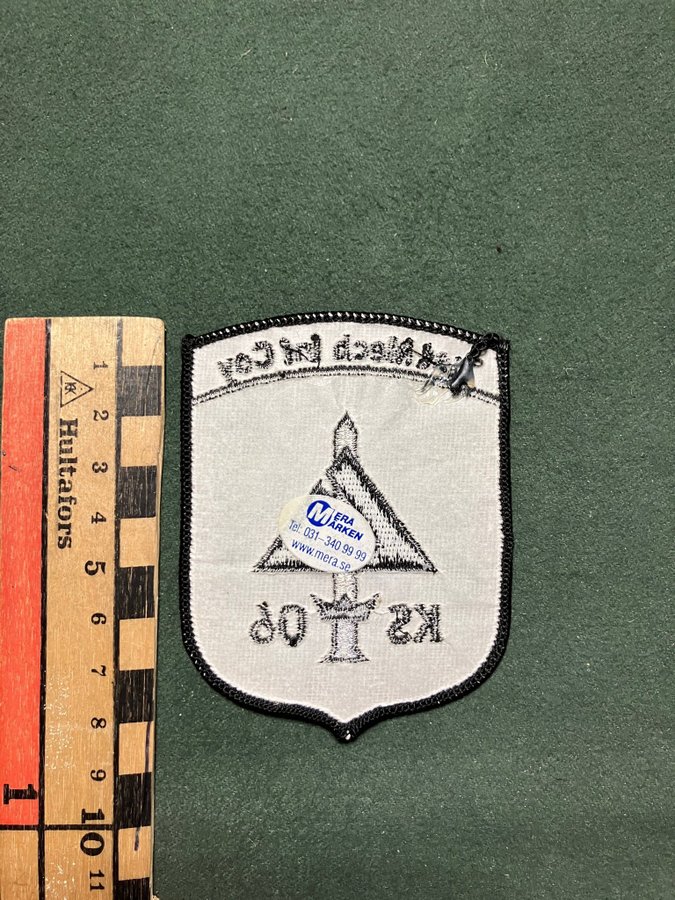 Mech Inf Coy
MERA
MÄRKEN
Tel: 031-340 99 99
www.mera.se
KS 06
Hultafors
1
2
3
4
5
6
7
8
9
10
11
1